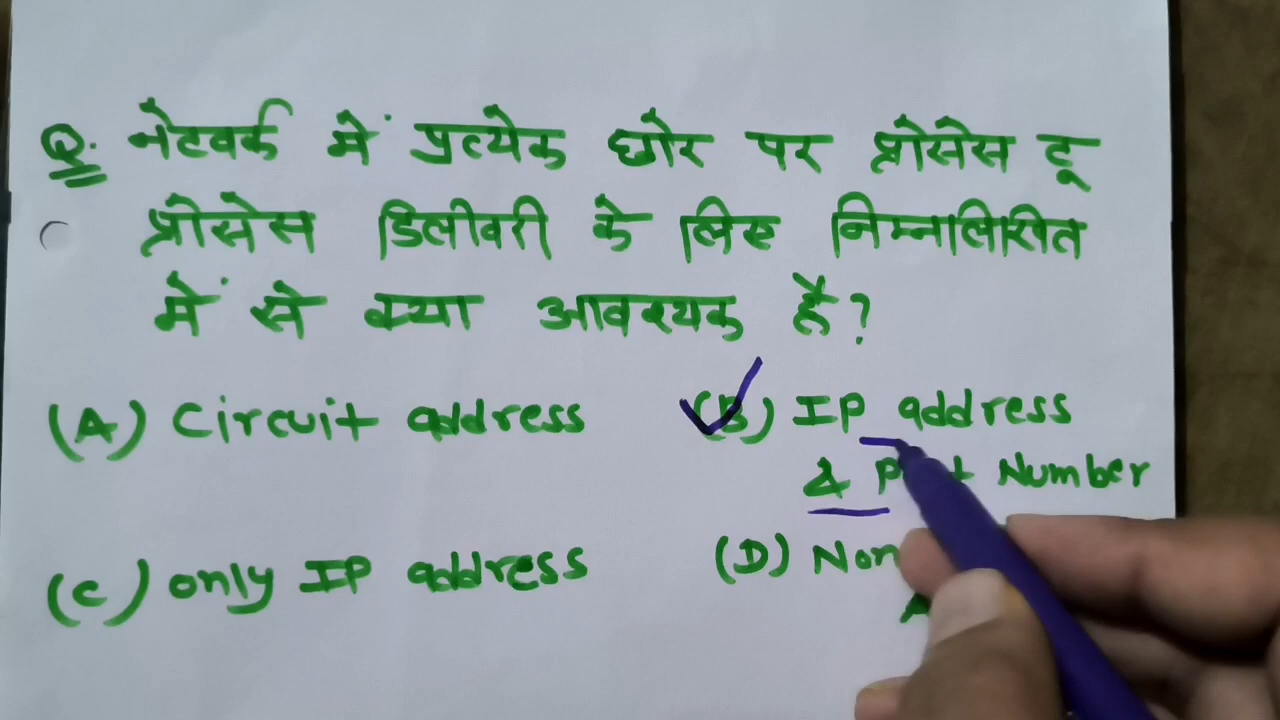 Q. नेटवर्क में प्रत्येक छोर पर प्रोसेस टू
प्रोसेस डिलीवरी के लिए निम्नलिखित
में से क्या आवश्यक है?
(A) Circuit address
(B) IP address
& Number
(C) only IP address
(D)